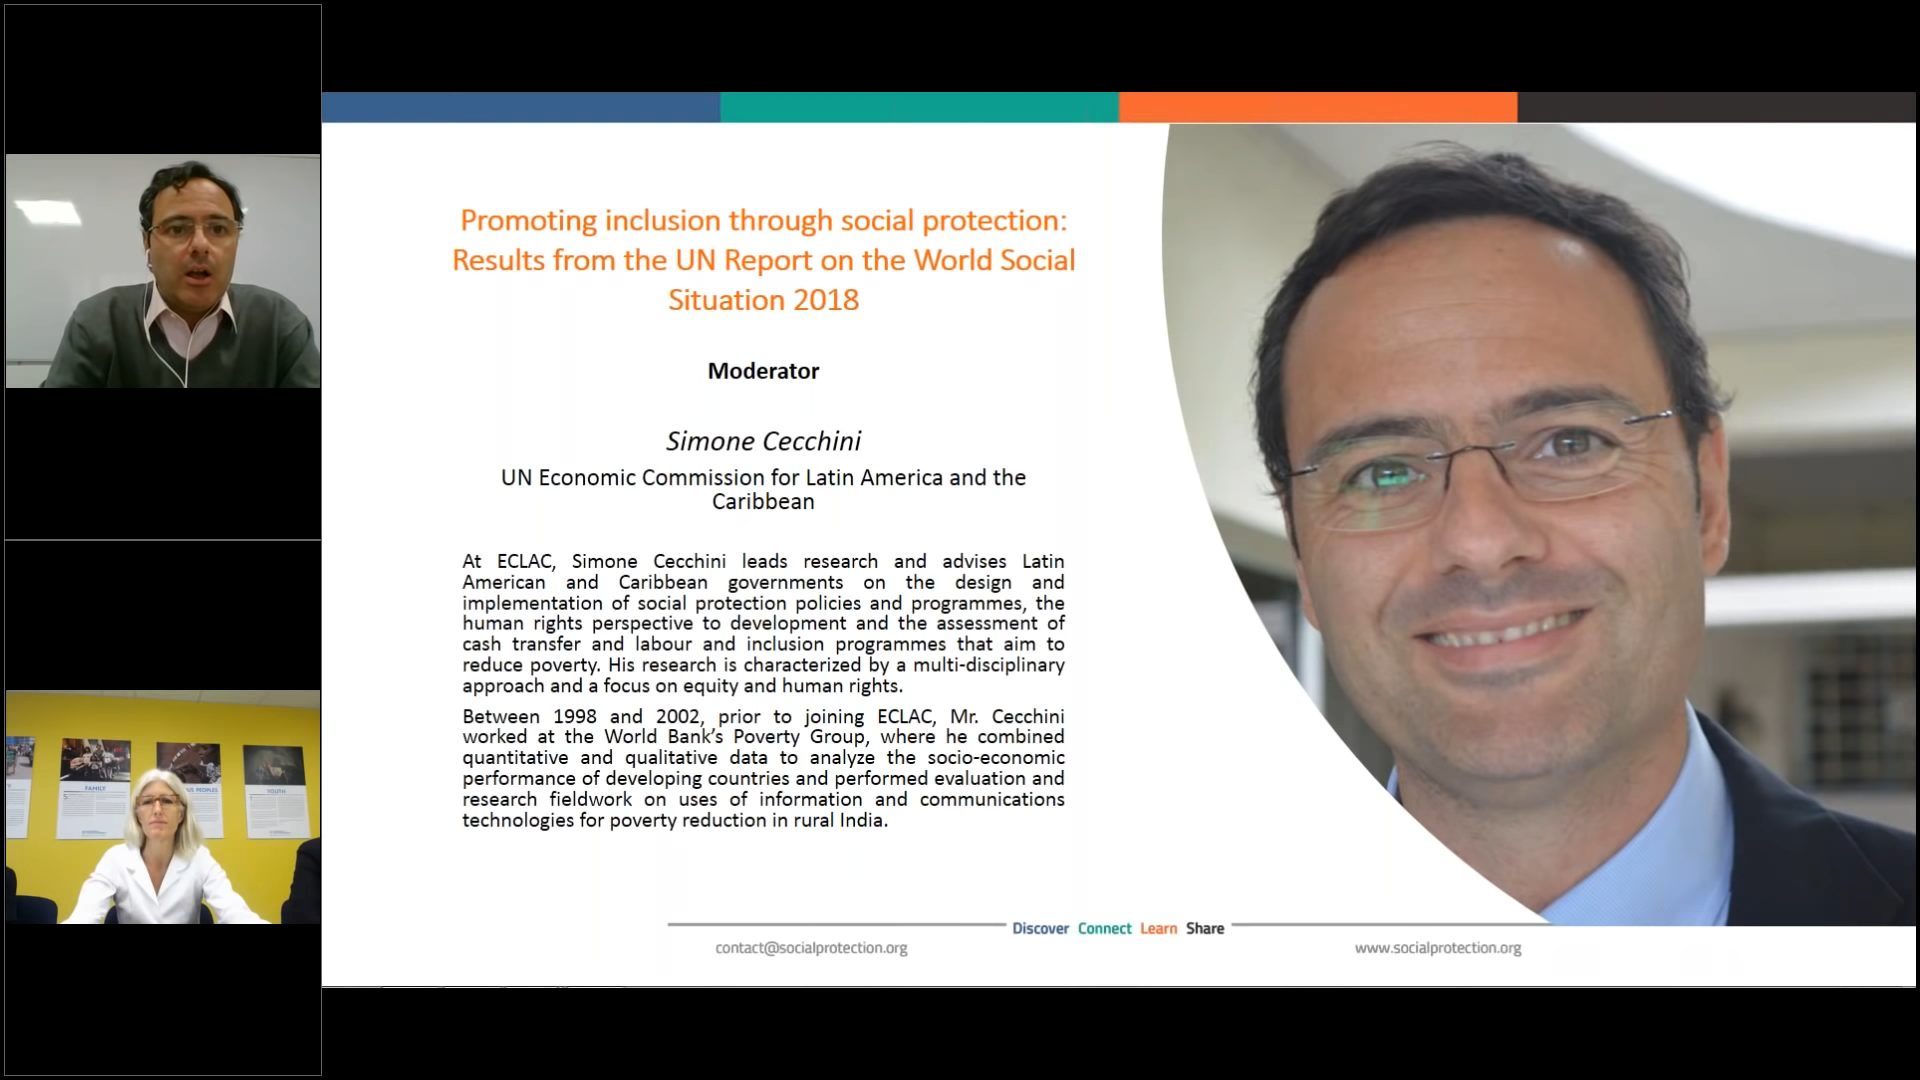 Promoting inclusion through social protection:
Results from the UN Report on the World Social
Situation 2018
Moderator
Simone Cecchini
UN Economic Commission for Latin America and the
Caribbean
At ECLAC, Simone Cecchini leads research and advises Latin
American and Caribbean governments on the design and
implementation of social protection policies and programmes, the
human rights perspective to development and the assessment of
cash transfer and labour and inclusion programmes that aim to
reduce poverty. His research is characterized by a multi-disciplinary
approach and a focus on equity and human rights.
Between 1998 and 2002, prior to joining ECLAC, Mr. Cecchini
worked at the World Bank’s Poverty Group, where he combined
quantitative and qualitative data to analyze the socio-economic
performance of developing countries and performed evaluation and
research fieldwork on uses of information and communications
technologies for poverty reduction in rural India.
Discover Connect Learn Share
contact@socialprotection.org
www.socialprotection.org
FAMILY
PEOPLES
YOUTH